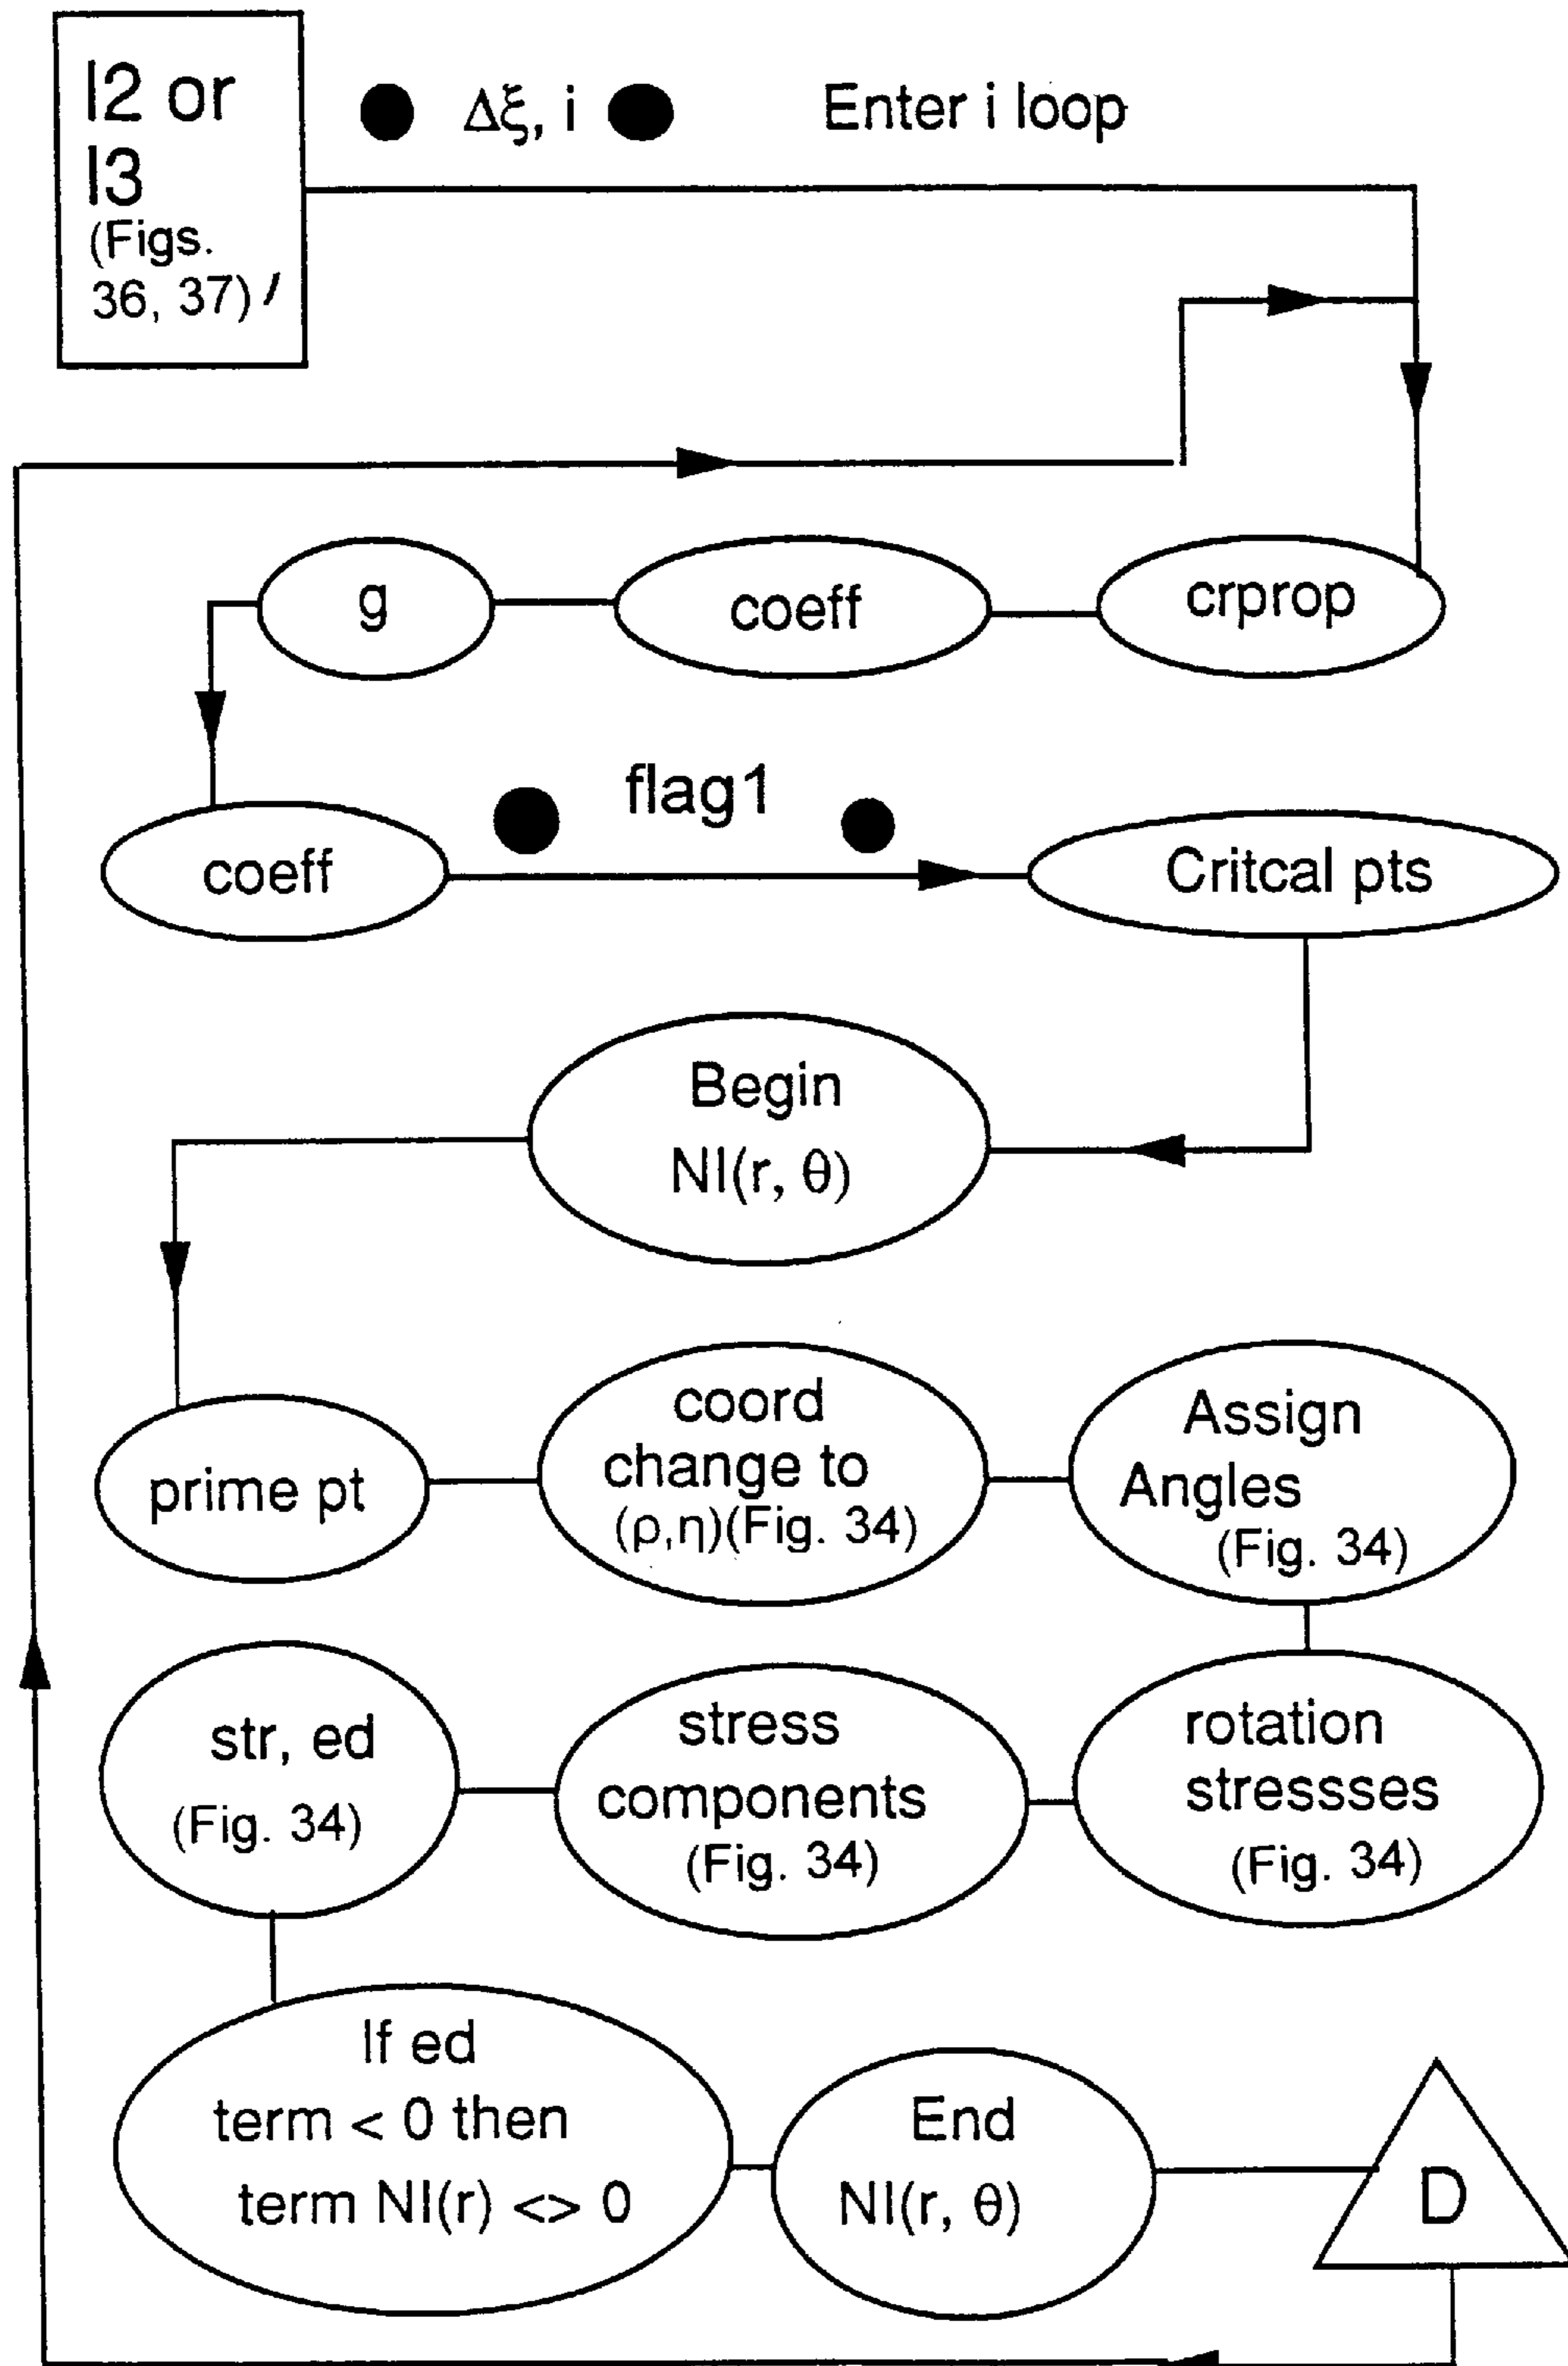 I2 or
I3
(Figs.
36, 37)
Δξ, i
Enter i loop
g
coeff
crprop
coeff
flag1
Critcal pts
Begin
NI(r, θ)
prime pt
coord
change to
(ρ,η)(Fig. 34)
Assign
Angles
(Fig. 34)
str, ed
(Fig. 34)
stress
components
(Fig. 34)
rotation
stressses
(Fig. 34)
If ed
term < 0 then
term NI(r) <> 0
End
NI(r, θ)
D